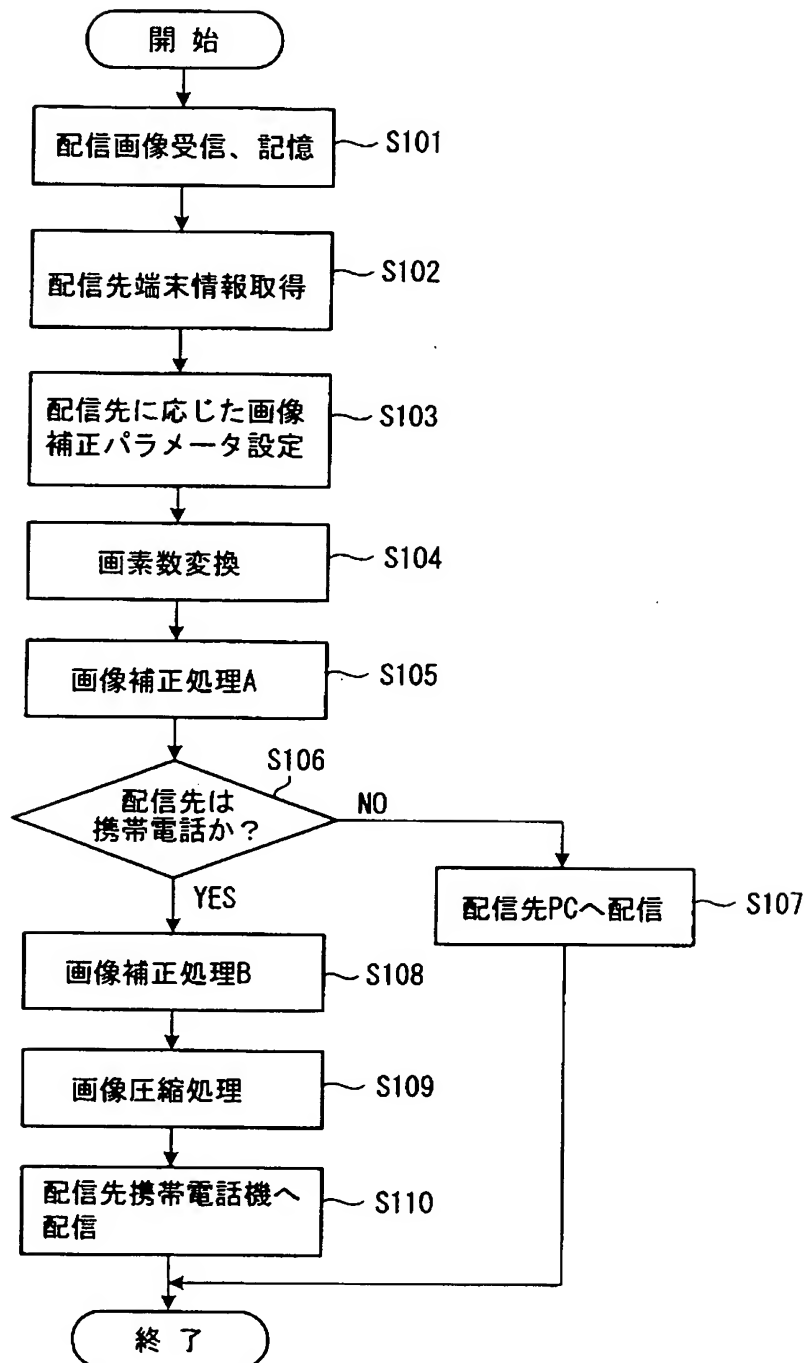 開 始
配信画像受信、記憶
S101
配信先端末情報取得
S102
配信先に応じた画像
補正パラメータ設定
S103
画素数変換
S104
画像補正処理A
S105
S106
配信先は
携帯電話か？
NO
YES
配信先PCへ配信
S107
画像補正処理B
S108
画像圧縮処理
S109
配信先携帯電話機へ
配信
S110
終 了